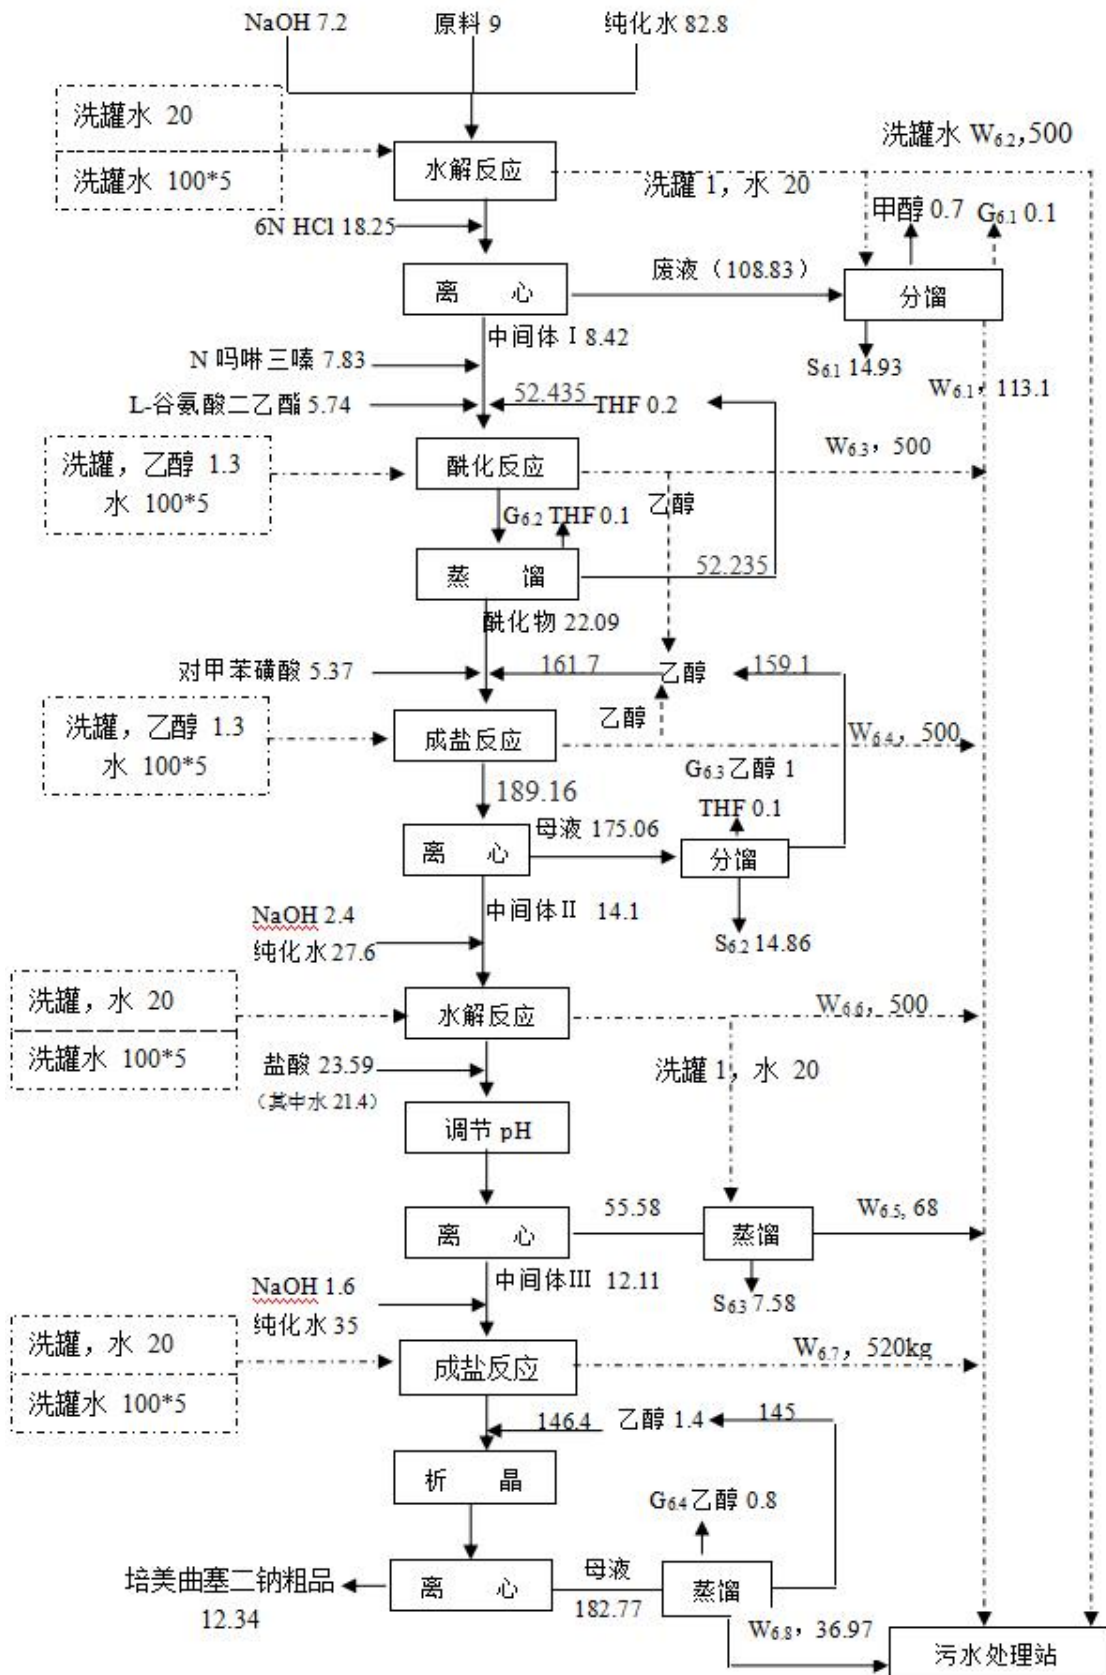 NaOH 7.2
原料 9
纯化水 82.8
洗罐水 20
洗罐水 100*5
水解反应
洗罐水 W6.2,500
洗罐 1，水 20
6N HCl 18.25
甲醇 0.7
G6.1 0.1
离 心
废液（108.83）
分馏
中间体 I 8.42
S6.1 14.93
W6.1，113.1
N 吗啉三嗪 7.83
L-谷氨酸二乙酯 5.74
52.435
THF 0.2
洗罐，乙醇 1.3
水 100*5
酰化反应
W6.3，500
乙醇
G6.2 THF 0.1
蒸 馏
52.235
酰化物 22.09
对甲苯磺酸 5.37
161.7
乙醇
159.1
洗罐，乙醇 1.3
水 100*5
成盐反应
乙醇
W6.4，500
G6.3 乙醇 1
THF 0.1
189.16
离 心
母液 175.06
分馏
中间体 II 14.1
S6.2 14.86
NaOH 2.4
纯化水 27.6
洗罐，水 20
洗罐水 100*5
水解反应
W6.6，500
盐酸 23.59
（其中水 21.4）
洗罐 1，水 20
调节 pH
离 心
55.58
蒸馏
W6.5, 68
中间体 III 12.11
S6.3 7.58
NaOH 1.6
纯化水 35
洗罐，水 20
洗罐水 100*5
成盐反应
W6.7，520kg
146.4
乙醇 1.4
145
析 晶
G6.4 乙醇 0.8
培美曲塞二钠粗品
12.34
离 心
母液
182.77
蒸馏
W6.8，36.97
污水处理站